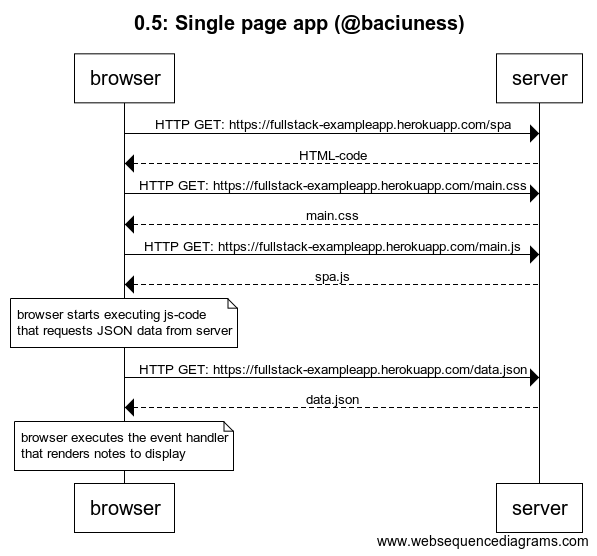 0.5: Single page app (@baciuness)
browser
server
HTTP GET: https://fullstack-exampleapp.herokuapp.com/spa
HTML-code
HTTP GET: https://fullstack-exampleapp.herokuapp.com/main.css
main.css
HTTP GET: https://fullstack-exampleapp.herokuapp.com/main.js
spa.js
browser starts executing js-code
that requests JSON data from server
HTTP GET: https://fullstack-exampleapp.herokuapp.com/data.json
data.json
browser executes the event handler
that renders notes to display
browser
server
www.websequencediagrams.com